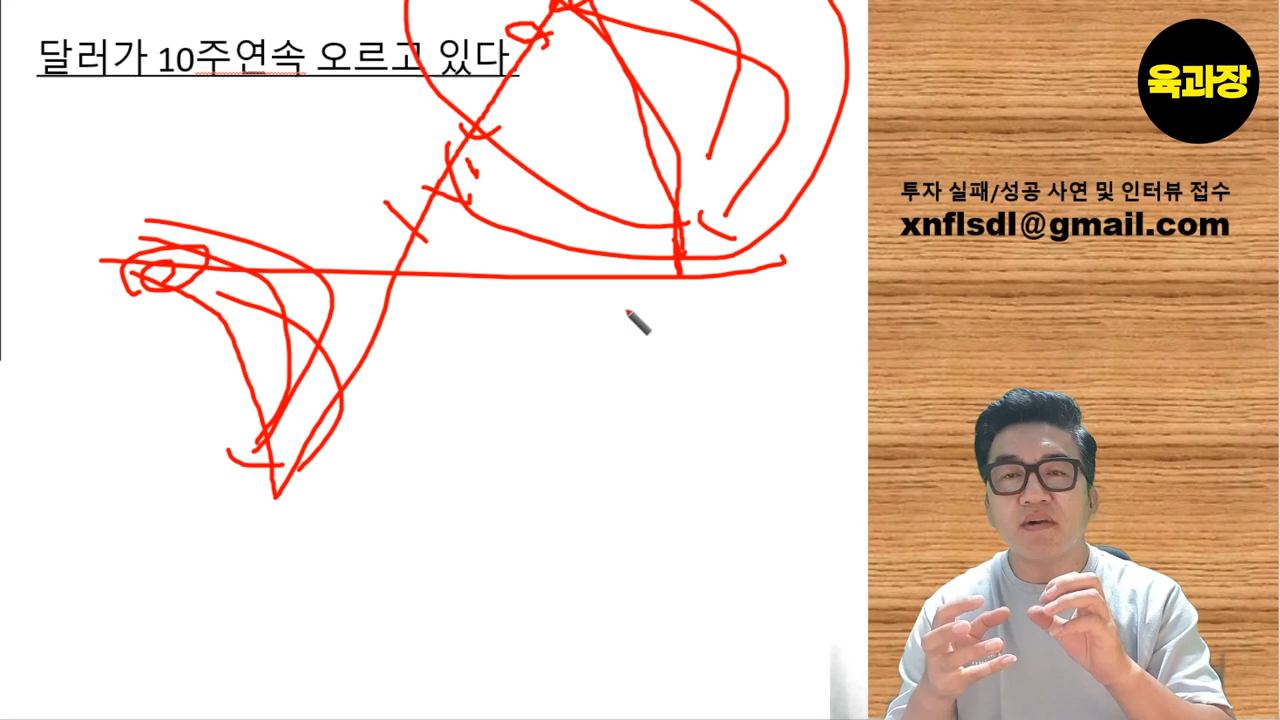 달러가 10주연속 오르고 있다
육과장
투자 실패/성공 사연 및 인터뷰 접수
xnflsdl@gmail.com